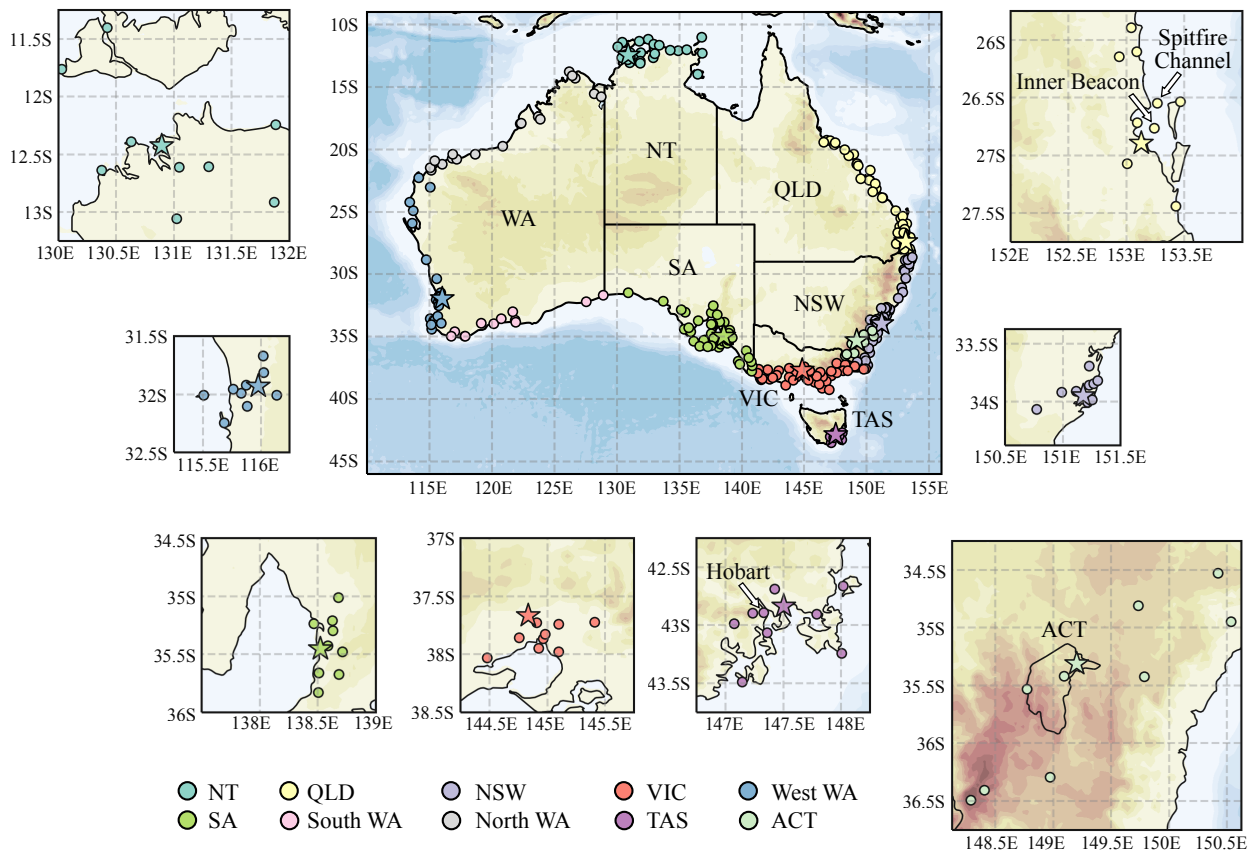 11.5S
12S
12.5S
13S
130E 130.5E 131E 131.5E 132E
10S
15S
20S
25S
30S
35S
40S
45S
115E 120E 125E 130E 135E 140E 145E 150E 155E
WA
NT
QLD
SA
NSW
VIC
TAS
26S
26.5S
27S
27.5S
152E 152.5E 153E 153.5E
Spitfire
Channel
Inner Beacon
31.5S
32S
32.5S
115.5E 116E
33.5S
34S
150.5E 151E 151.5E
34.5S
35S
35.5S
36S
138E 138.5E 139E
37S
37.5S
38S
38.5S
144.5E 145E 145.5E
42.5S
43S
43.5S
147E 147.5E 148E
Hobart
34.5S
35S
35.5S
36S
36.5S
148.5E 149E 149.5E 150E 150.5E
ACT
NT QLD NSW VIC West WA
SA South WA North WA TAS ACT